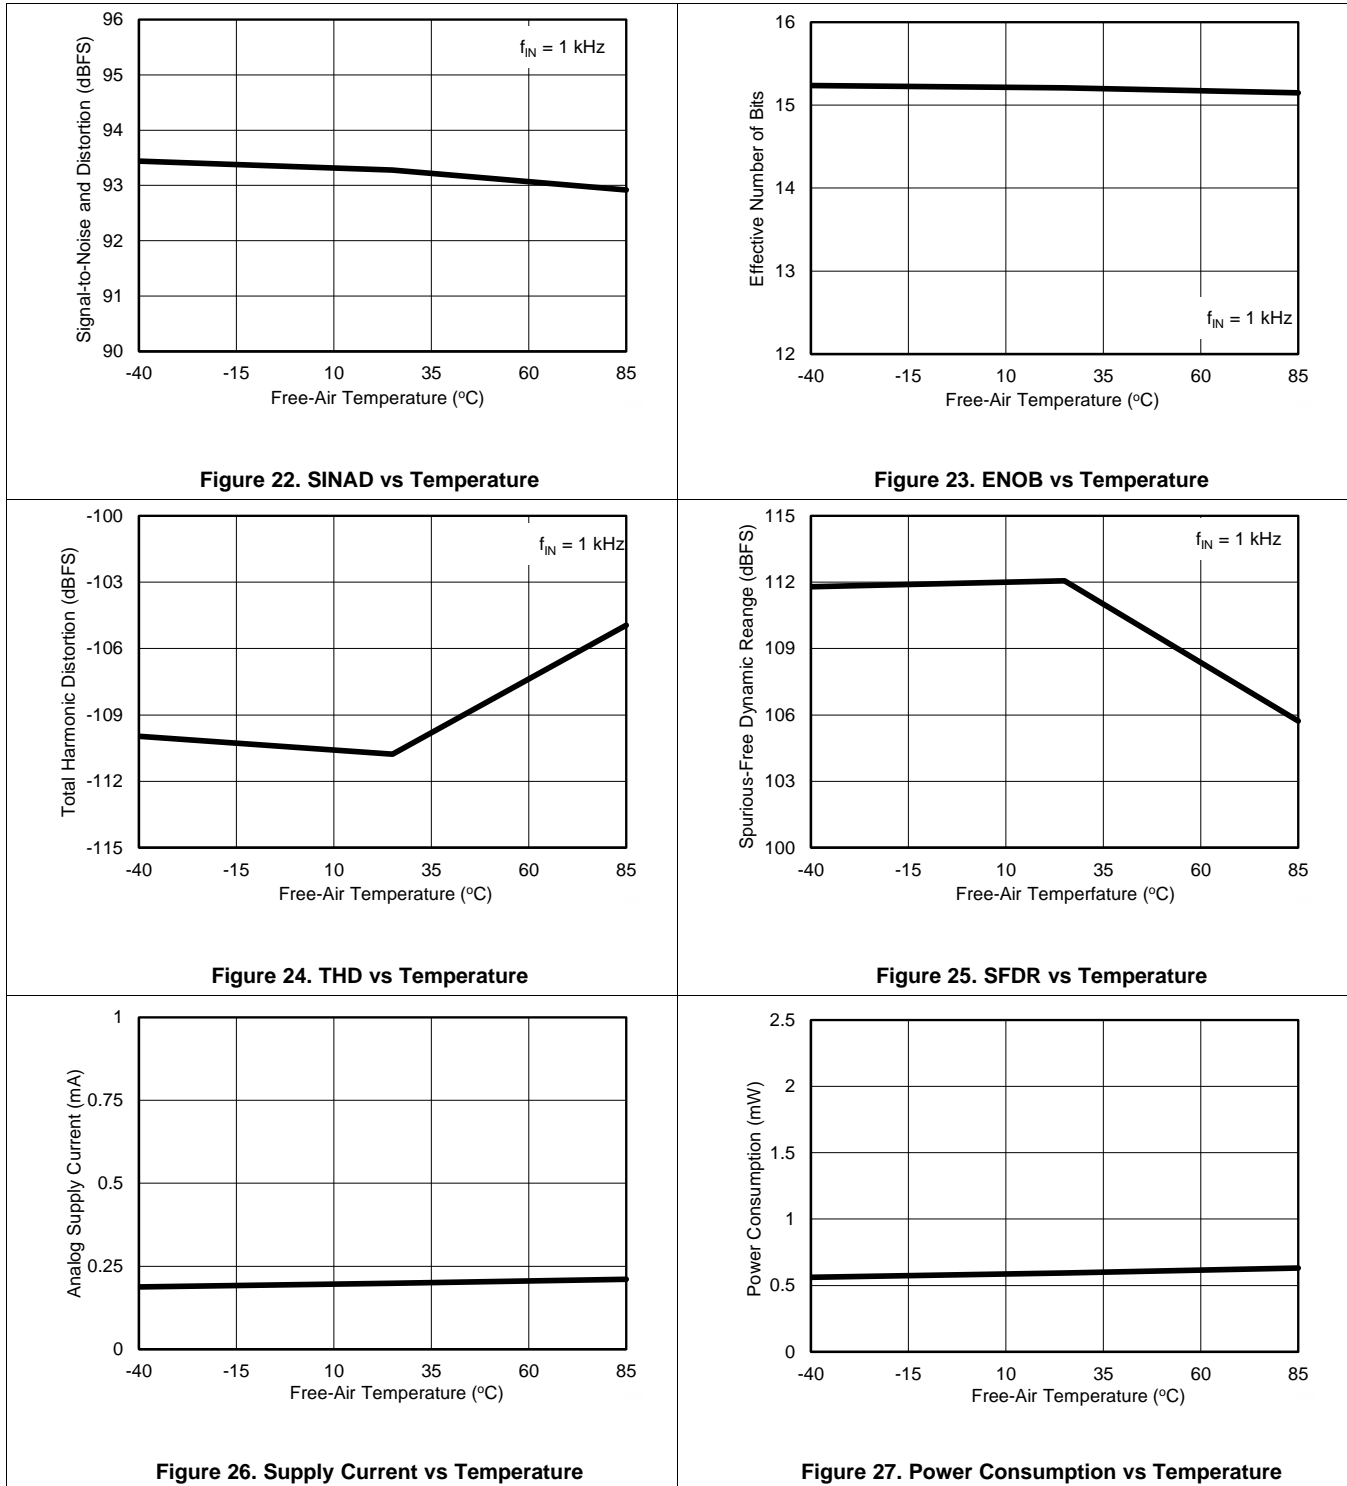 96
95
94
93
92
91
90
-40 -15 10 35 60 85
Signal-to-Noise and Distortion (dBFS)
Free-Air Temperature (oC)
fIN = 1 kHz
Figure 22. SINAD vs Temperature
16
15
14
13
12
-40 -15 10 35 60 85
Effective Number of Bits
Free-Air Temperature (oC)
fIN = 1 kHz
Figure 23. ENOB vs Temperature
-100
-103
-106
-109
-112
-115
-40 -15 10 35 60 85
Total Harmonic Distortion (dBFS)
Free-Air Temperature (oC)
fIN = 1 kHz
Figure 24. THD vs Temperature
115
112
109
106
103
100
-40 -15 10 35 60 85
Spurious-Free Dynamic Reange (dBFS)
Free-Air Temperfature (oC)
fIN = 1 kHz
Figure 25. SFDR vs Temperature
1
0.75
0.5
0.25
0
-40 -15 10 35 60 85
Analog Supply Current (mA)
Free-Air Temperature (oC)
Figure 26. Supply Current vs Temperature
2.5
2
1.5
1
0.5
0
-40 -15 10 35 60 85
Power Consumption (mW)
Free-Air Temperature (oC)
Figure 27. Power Consumption vs Temperature